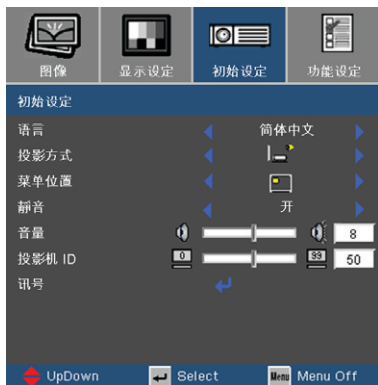 图像 显示设定 初始设定 功能设定
初始设定
语言 简体中文
投影方式
菜单位置
靜音 开
音量 8
投影机 ID 0 99 50
讯号
UpDown Select Menu Menu Off